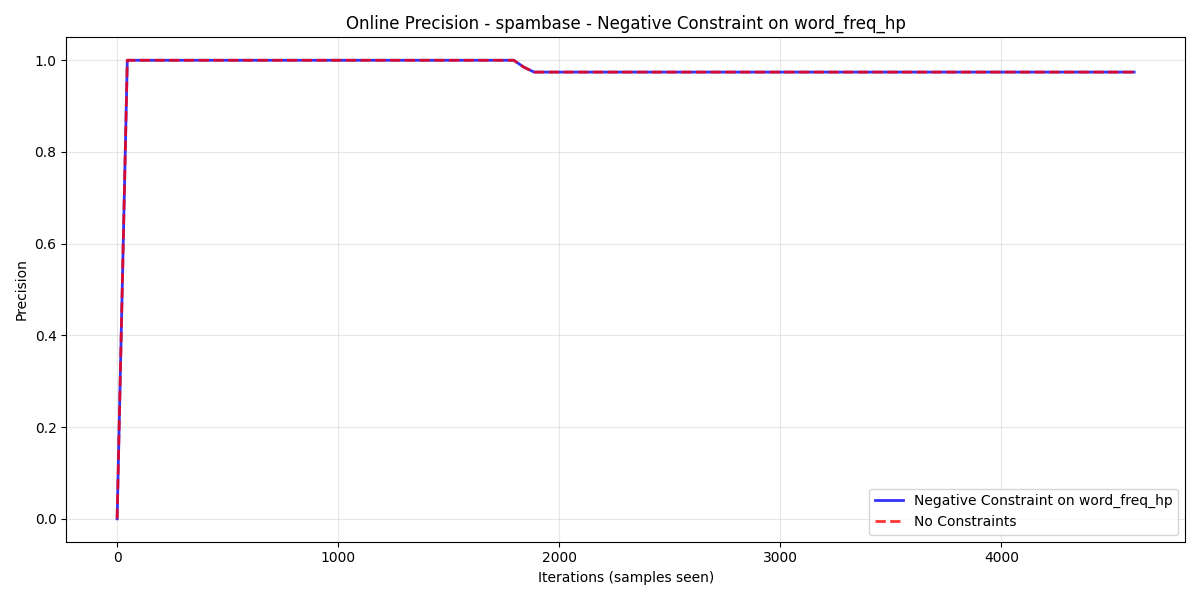 Online Precision - spambase - Negative Constraint on word_freq_hp
1.0
0.8
0.6
0.4
0.2
0.0
Precision
0 1000 2000 3000 4000
Iterations (samples seen)
Negative Constraint on word_freq_hp
No Constraints